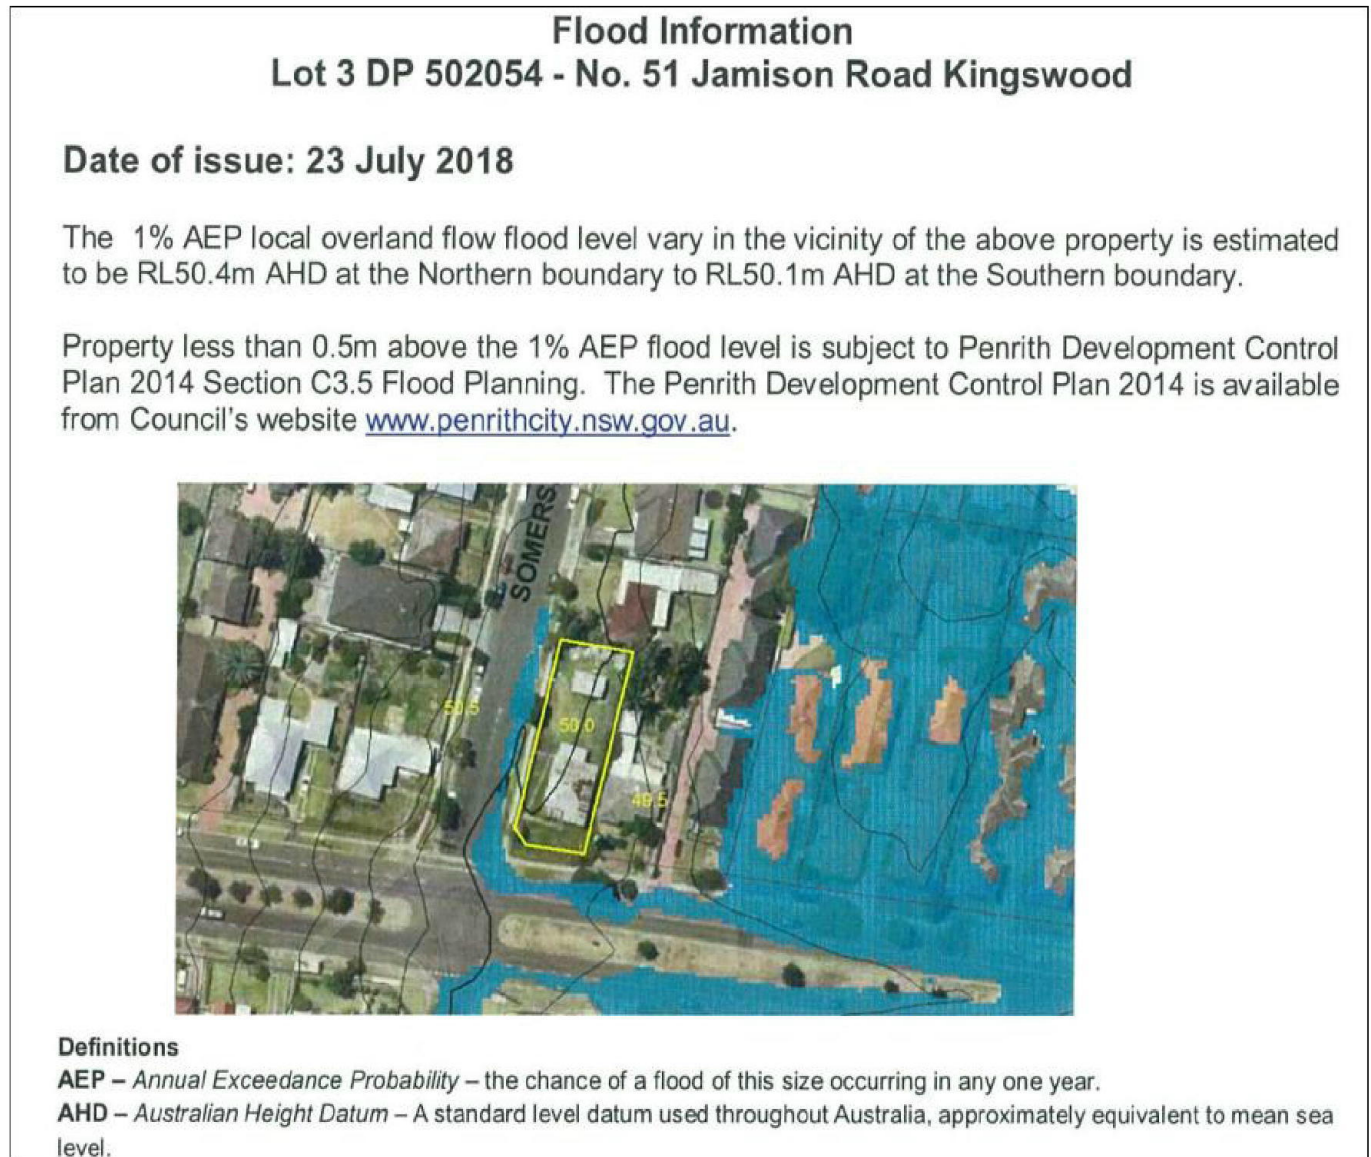 Flood Information
Lot 3 DP 502054 - No. 51 Jamison Road Kingswood
Date of issue: 23 July 2018
The 1% AEP local overland flow flood level vary in the vicinity of the above property is estimated
to be RL50.4m AHD at the Northern boundary to RL50.1m AHD at the Southern boundary.
Property less than 0.5m above the 1% AEP flood level is subject to Penrith Development Control
Plan 2014 Section C3.5 Flood Planning. The Penrith Development Control Plan 2014 is available
from Council's website www.penrithcity.nsw.gov.au.
SOMERS
50.5
50.0
49.5
Definitions
AEP – Annual Exceedance Probability – the chance of a flood of this size occurring in any one year.
AHD – Australian Height Datum – A standard level datum used throughout Australia, approximately equivalent to mean sea
level.